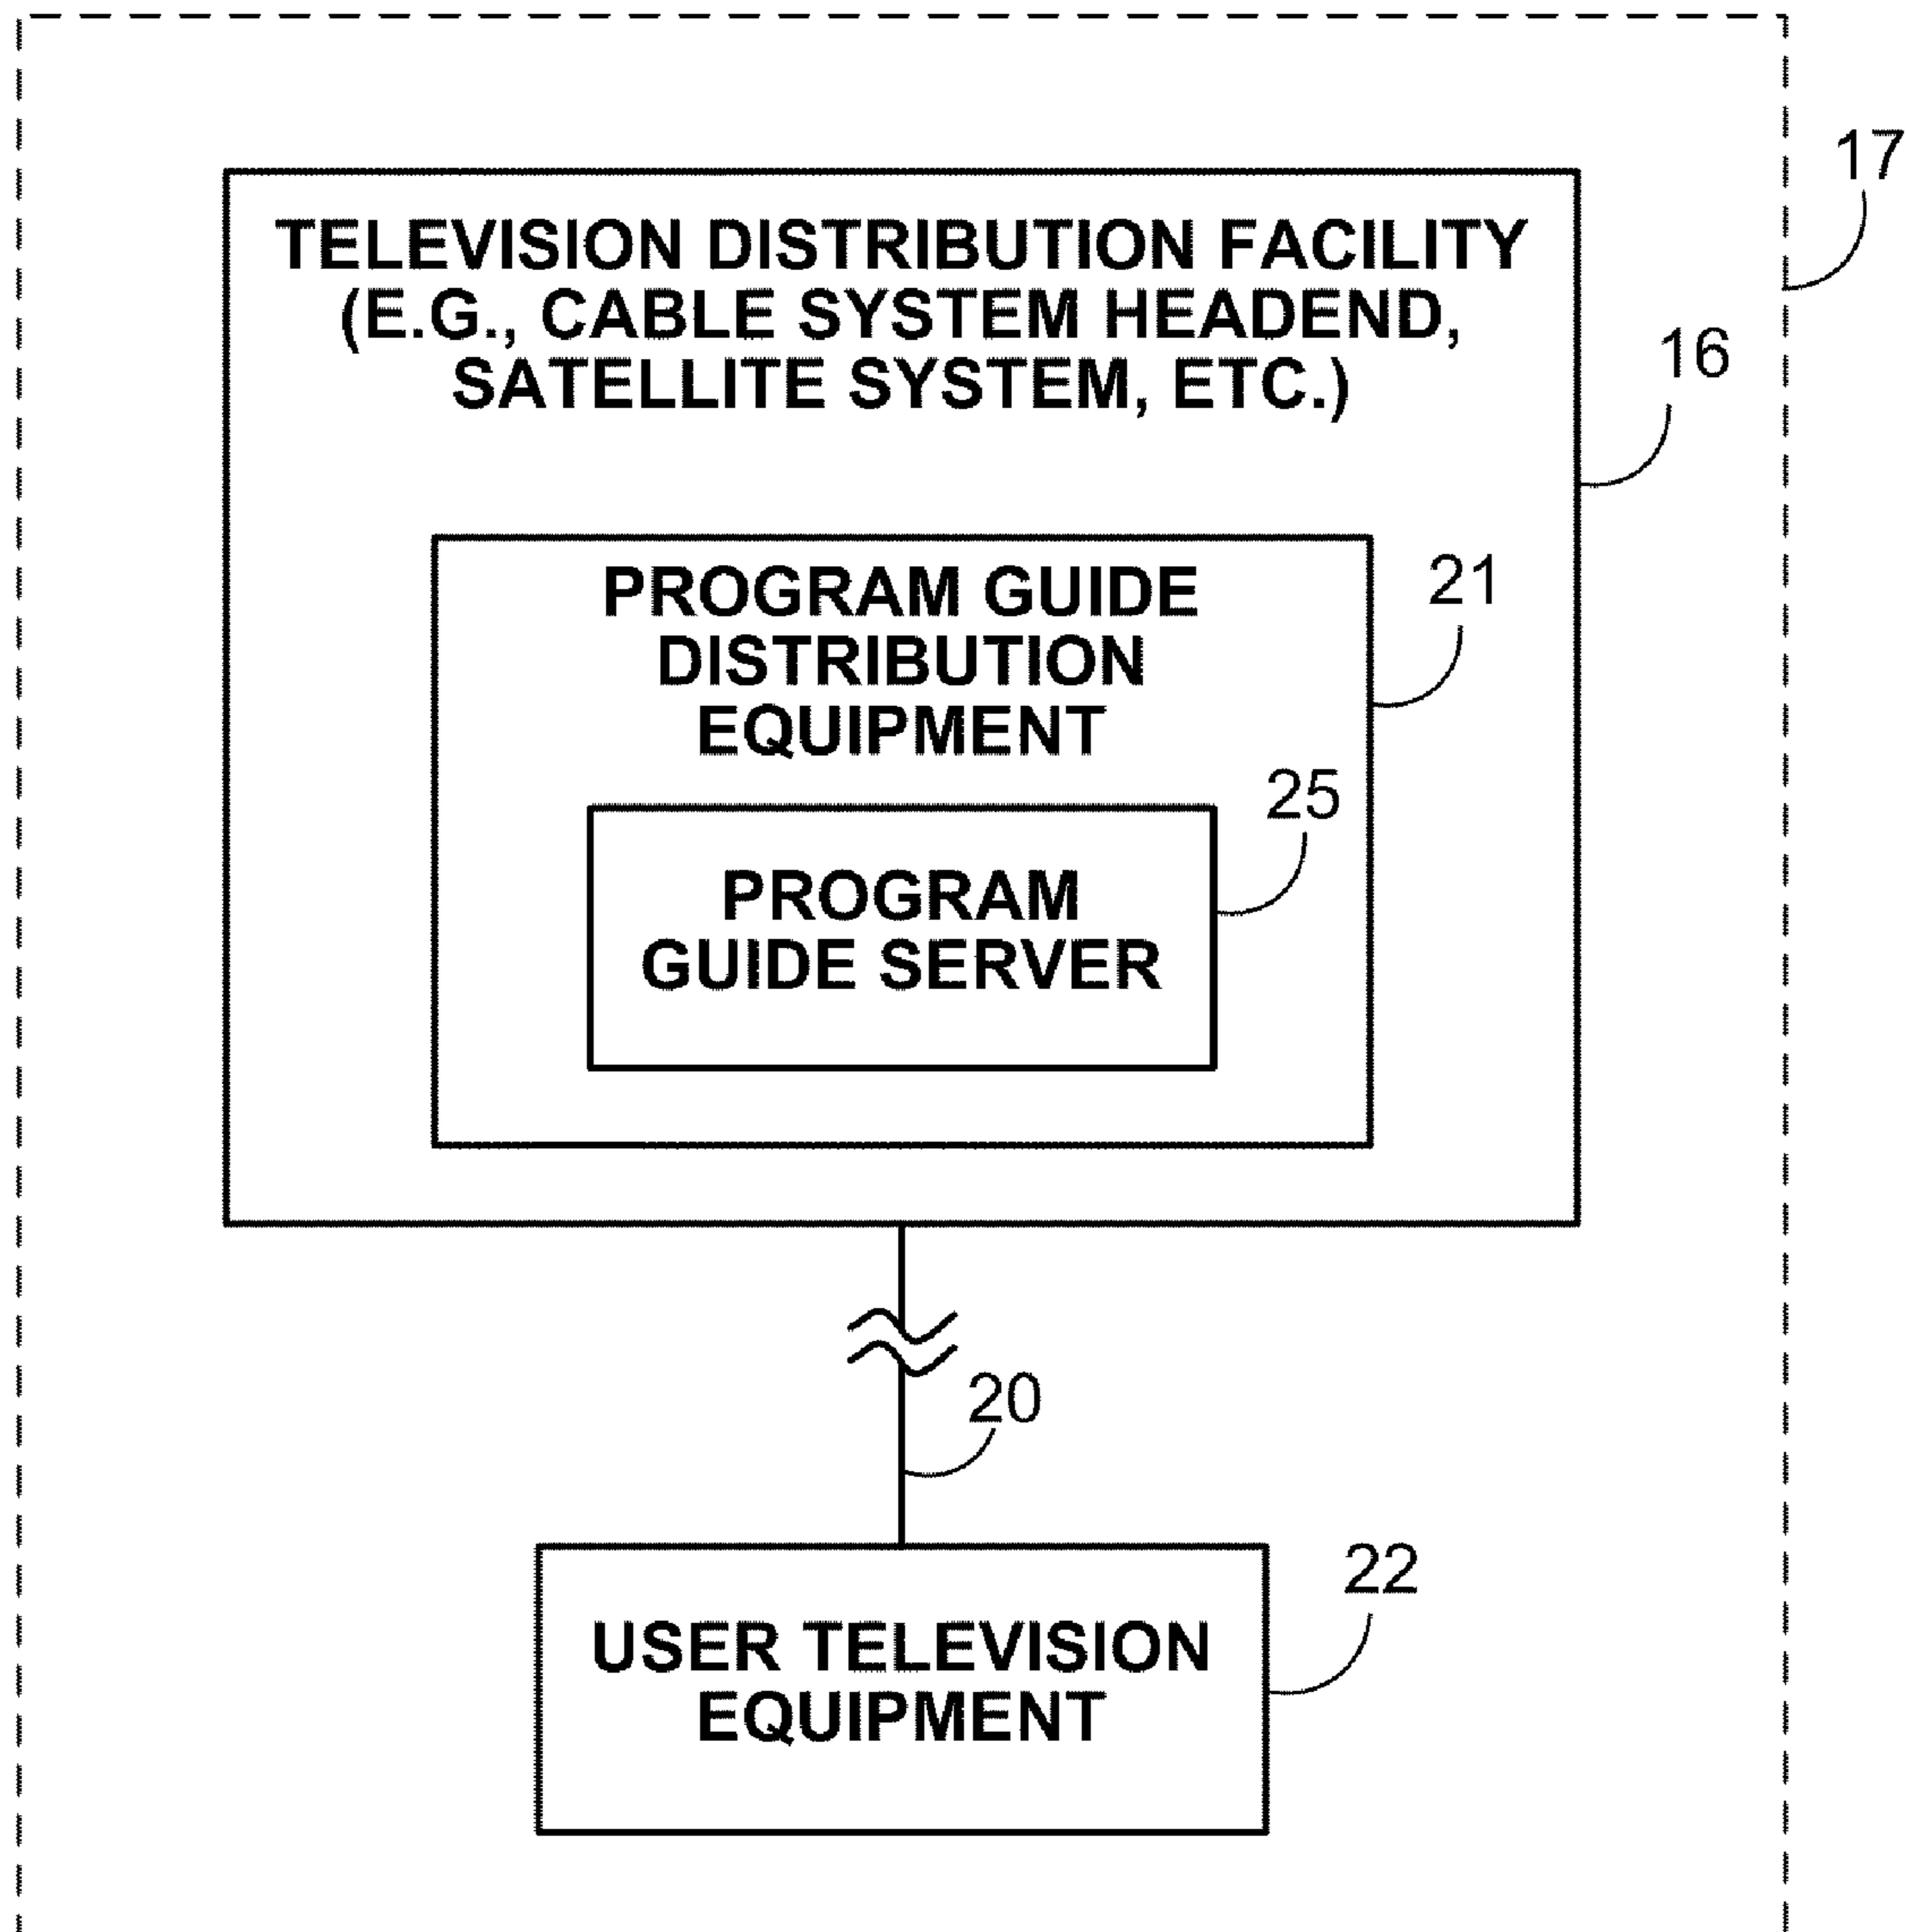 17
TELEVISION DISTRIBUTION FACILITY
(E.G., CABLE SYSTEM HEADEND,
SATELLITE SYSTEM, ETC.)
16
PROGRAM GUIDE
DISTRIBUTION
EQUIPMENT
21
25
PROGRAM
GUIDE SERVER
20
22
USER TELEVISION
EQUIPMENT